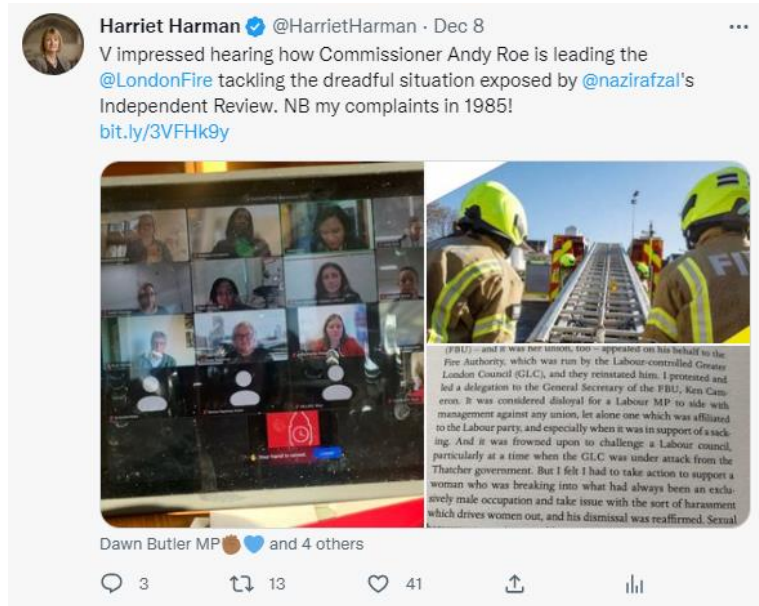 Harriet Harman @HarrietHarman · Dec 8
V impressed hearing how Commissioner Andy Roe is leading the
@LondonFire tackling the dreadful situation exposed by @nazirafzal's
Independent Review. NB my complaints in 1985!
bit.ly/3VFHk9y
FI
(FBU) – and it was her union, too – appealed on his behalf to the
Fire Authority, which was run by the Labour-controlled Greater
London Council (GLC), and they reinstated him. I protested and
led a delegation to the General Secretary of the FBU, Ken Cam-
eron. It was considered disloyal for a Labour MP to side with
management against any union, let alone one which was affiliated
to the Labour party, and especially when it was in support of a sack-
ing. And it was frowned upon to challenge a Labour council,
particularly at a time when the GLC was under attack from the
Thatcher government. But I felt I had to take action to support a
woman who was breaking into what had always been an exclu-
sively male occupation and take issue with the sort of harassment
which drives women out, and his dismissal was reaffirmed. Sexual
Dawn Butler MP✊🏾💙 and 4 others
3 13 41